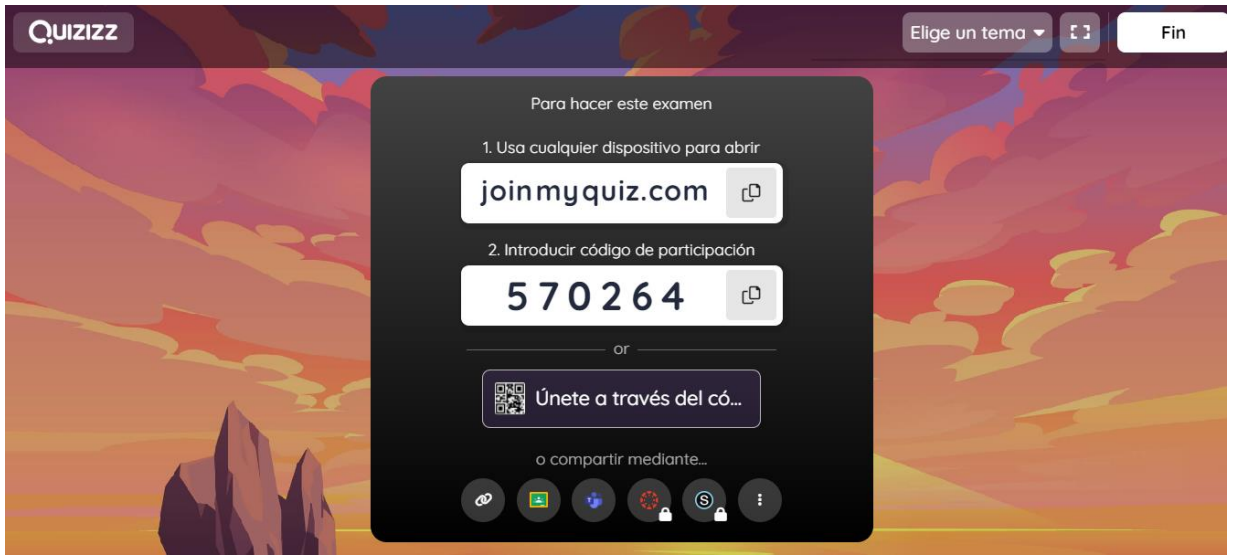 Quizizz
Elige un tema
Fin
Para hacer este examen
1. Usa cualquier dispositivo para abrir
joinmyquiz.com
2. Introducir código de participación
570264
or
Únete a través del có...
o compartir mediante...
S